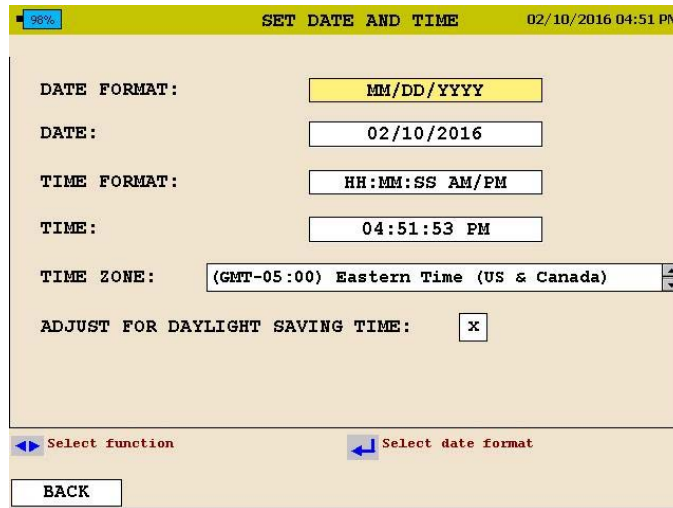 98% SET DATE AND TIME 02/10/2016 04:51 PM
DATE FORMAT: MM/DD/YYYY
DATE: 02/10/2016
TIME FORMAT: HH:MM:SS AM/PM
TIME: 04:51:53 PM
TIME ZONE: (GMT-05:00) Eastern Time (US & Canada)
ADJUST FOR DAYLIGHT SAVING TIME: X
Select function Select date format
BACK